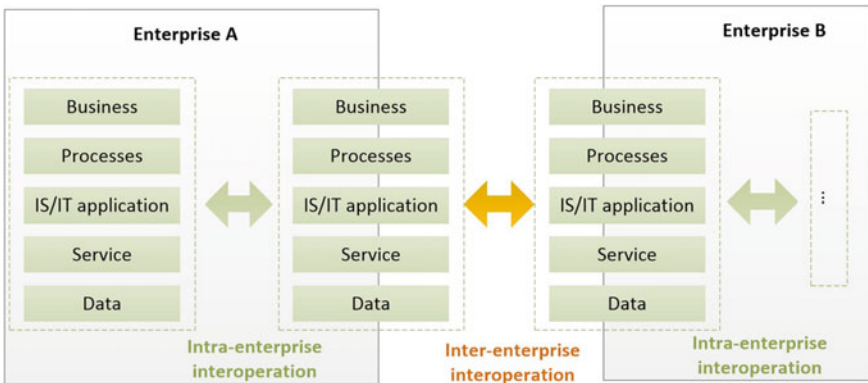 Enterprise A
Enterprise B
Business
Processes
IS/IT application
Service
Data
Business
Processes
IS/IT application
Service
Data
Business
Processes
IS/IT application
Service
Data
...
Intra-enterprise
interoperation
Inter-enterprise
interoperation
Intra-enterprise
interoperation